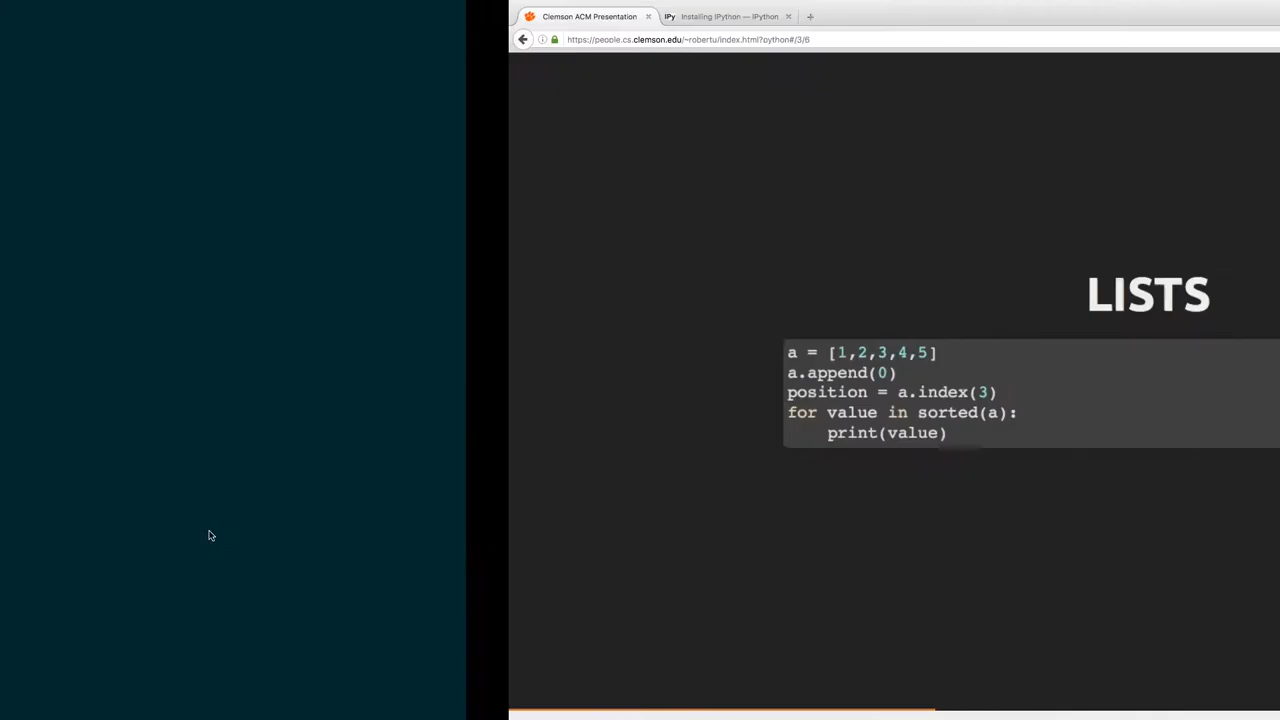 Clemson ACM Presentation
IPy Installing IPython — IPython
https://people.cs.clemson.edu/~robertu/index.html?python#/3/6
LISTS
a = [1,2,3,4,5]
a.append(0)
position = a.index(3)
for value in sorted(a):
    print(value)